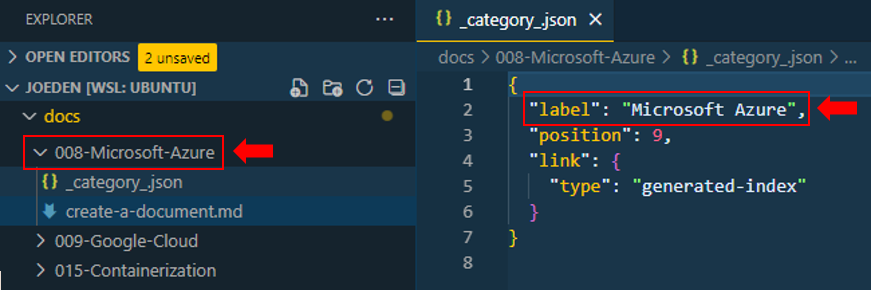 EXPLORER
OPEN EDITORS 2 unsaved
JOEDEN [WSL: UBUNTU]
docs
008-Microsoft-Azure
{} _category_.json
create-a-document.md
009-Google-Cloud
015-Containerization
{} _category_.json
docs > 008-Microsoft-Azure > {} _category_.json > ...
1 {
2 "label": "Microsoft Azure",
3 "position": 9,
4 "link": {
5 "type": "generated-index"
6 }
7 }
8